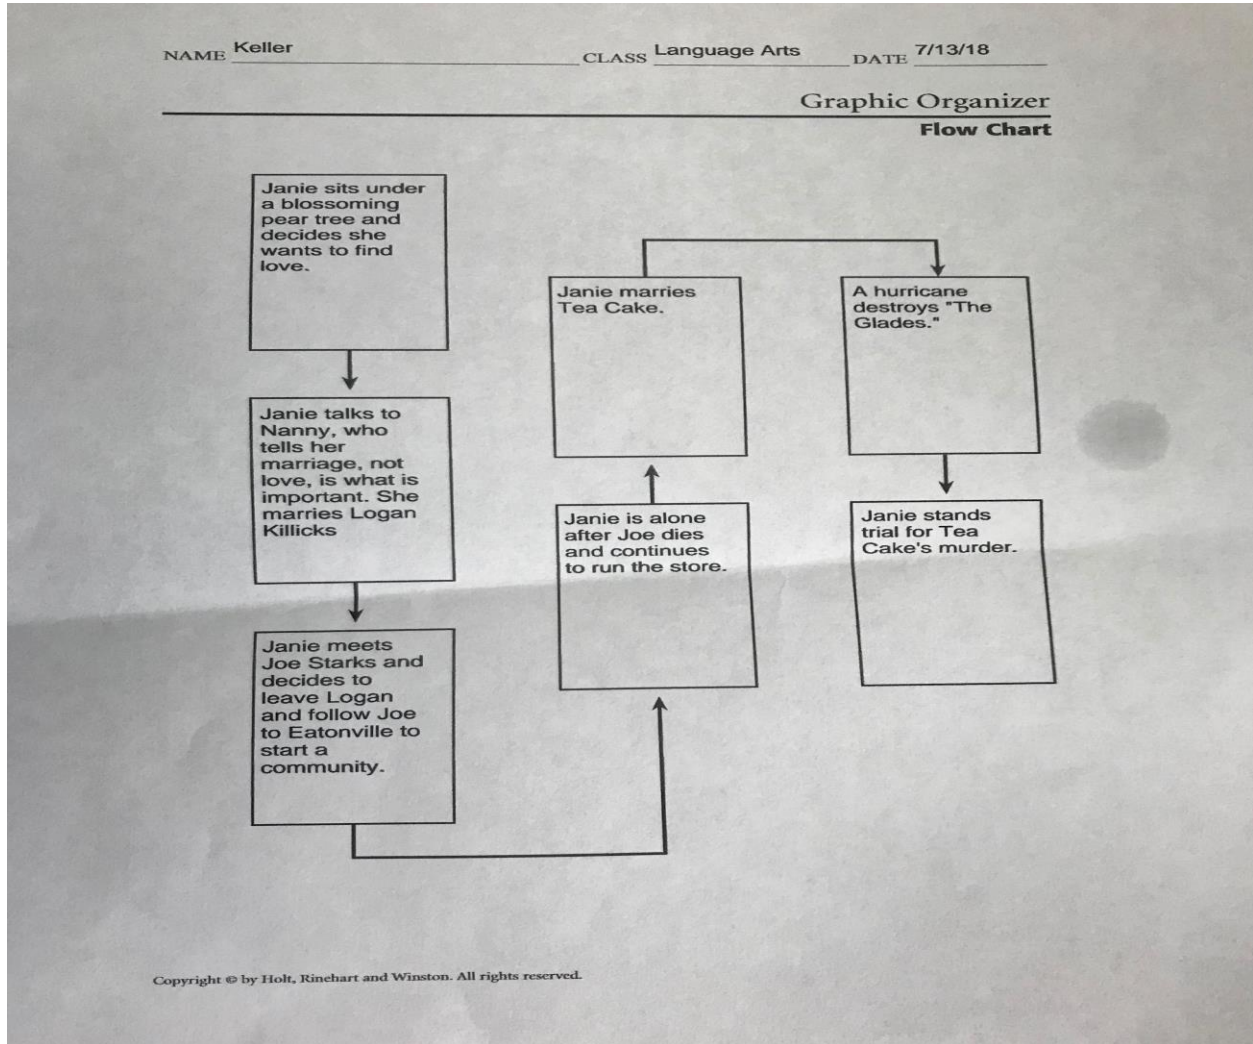 NAME Keller CLASS Language Arts DATE 7/13/18
Graphic Organizer
Flow Chart
Janie sits under
a blossoming
pear tree and
decides she
wants to find
love.
Janie talks to
Nanny, who
tells her
marriage, not
love, is what is
important. She
marries Logan
Killicks
Janie meets
Joe Starks and
decides to
leave Logan
and follow Joe
to Eatonville to
start a
community.
Janie is alone
after Joe dies
and continues
to run the store.
Janie marries
Tea Cake.
A hurricane
destroys "The
Glades."
Janie stands
trial for Tea
Cake's murder.
Copyright © by Holt, Rinehart and Winston. All rights reserved.